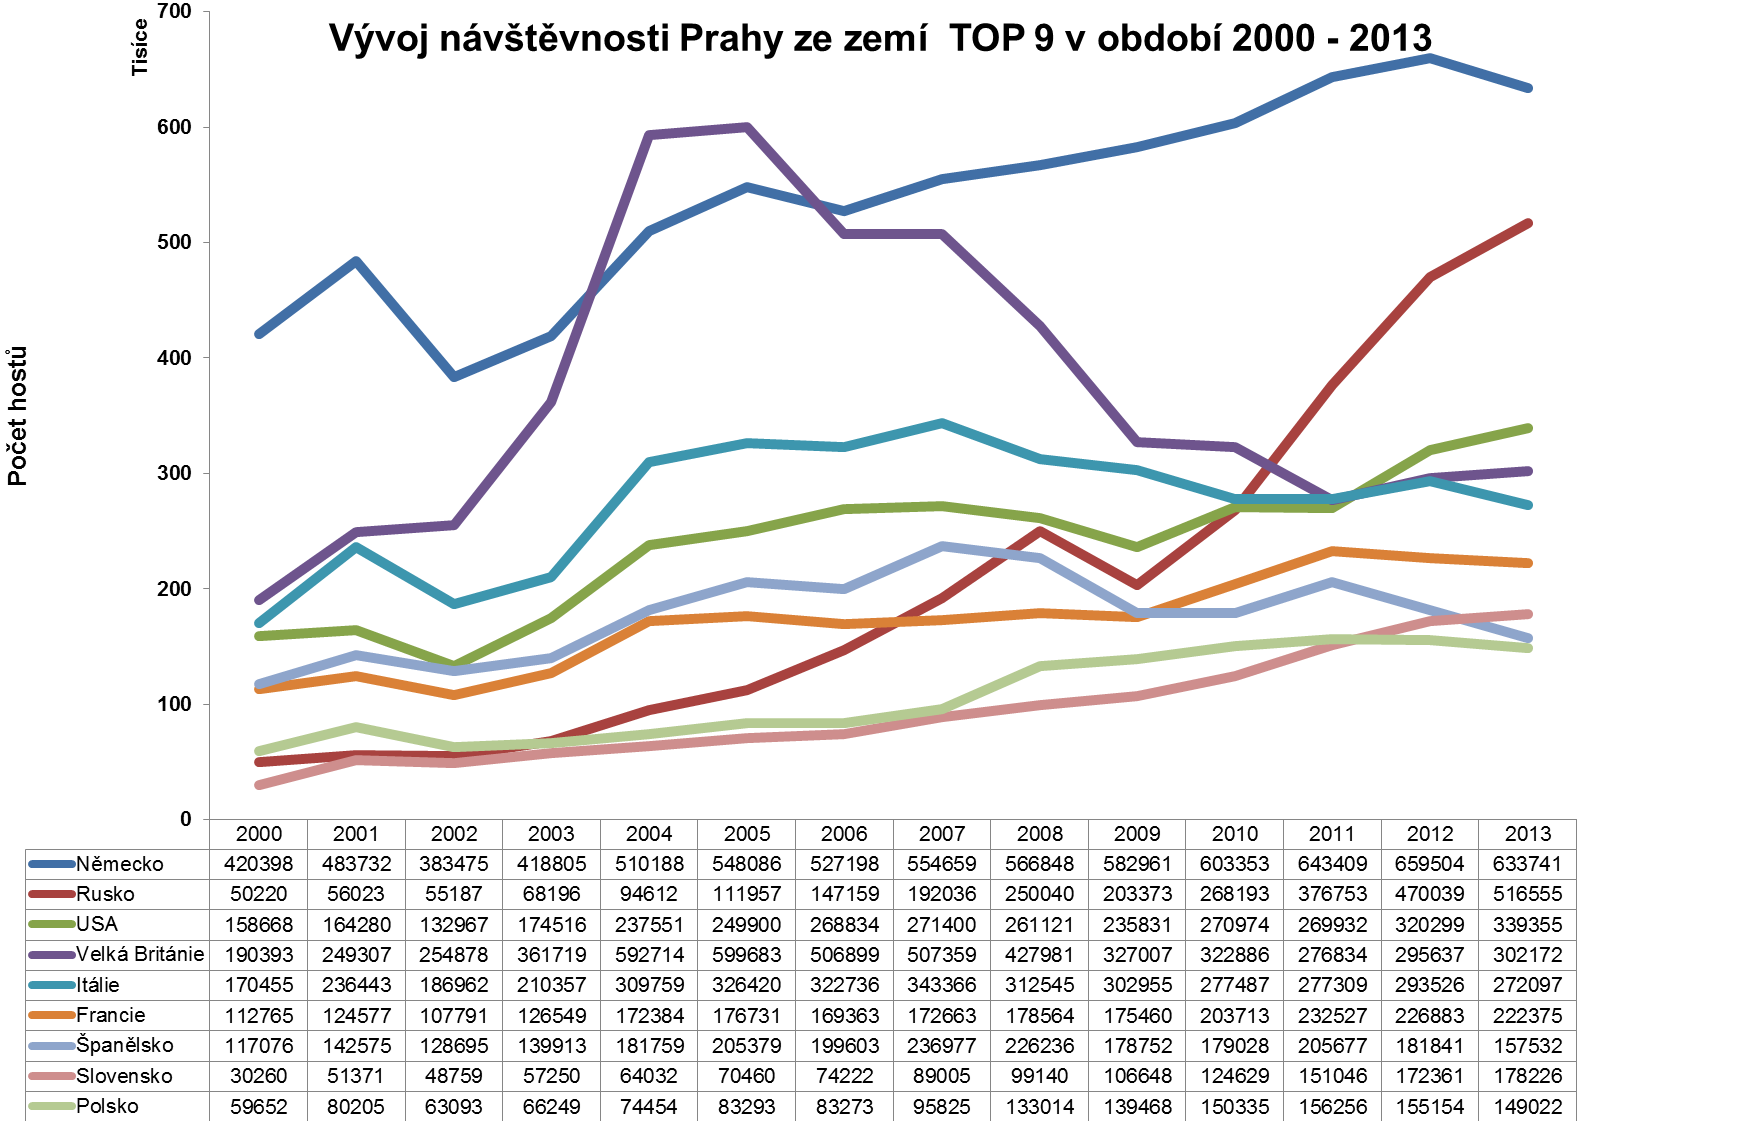 Vývoj návštěvnosti Prahy ze zemí  TOP 9 v období 2000 - 2013
Tisíce
Počet hostů
700
600
500
400
300
200
100
0
2000 2001 2002 2003 2004 2005 2006 2007 2008 2009 2010 2011 2012 2013
Německo 420398 483732 383475 418805 510188 548086 527198 554659 566848 582961 603353 643409 659504 633741
Rusko 50220 56023 55187 68196 94612 111957 147159 192036 250040 203373 268193 376753 470039 516555
USA 158668 164280 132967 174516 237551 249900 268834 271400 261121 235831 270974 269932 320299 339355
Velká Británie 190393 249307 254878 361719 592714 599683 506899 507359 427981 327007 322886 276834 295637 302172
Itálie 170455 236443 186962 210357 309759 326420 322736 343366 312545 302955 277487 277309 293526 272097
Francie 112765 124577 107791 126549 172384 176731 169363 172663 178564 175460 203713 232527 226883 222375
Španělsko 117076 142575 128695 139913 181759 205379 199603 236977 226236 178752 179028 205677 181841 157532
Slovensko 30260 51371 48759 57250 64032 70460 74222 89005 99140 106648 124629 151046 172361 178226
Polsko 59652 80205 63093 66249 74454 83293 83273 95825 133014 139468 150335 156256 155154 149022